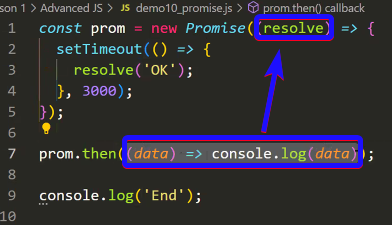 son 1 > Advanced JS > JS demo10_promise.js > prom.then() callback
1 const prom = new Promise((resolve) => {
2 setTimeout(() => {
3 resolve('OK');
4 }, 3000);
5 });
6
7 prom.then((data) => console.log(data));
8
9 console.log('End');
10